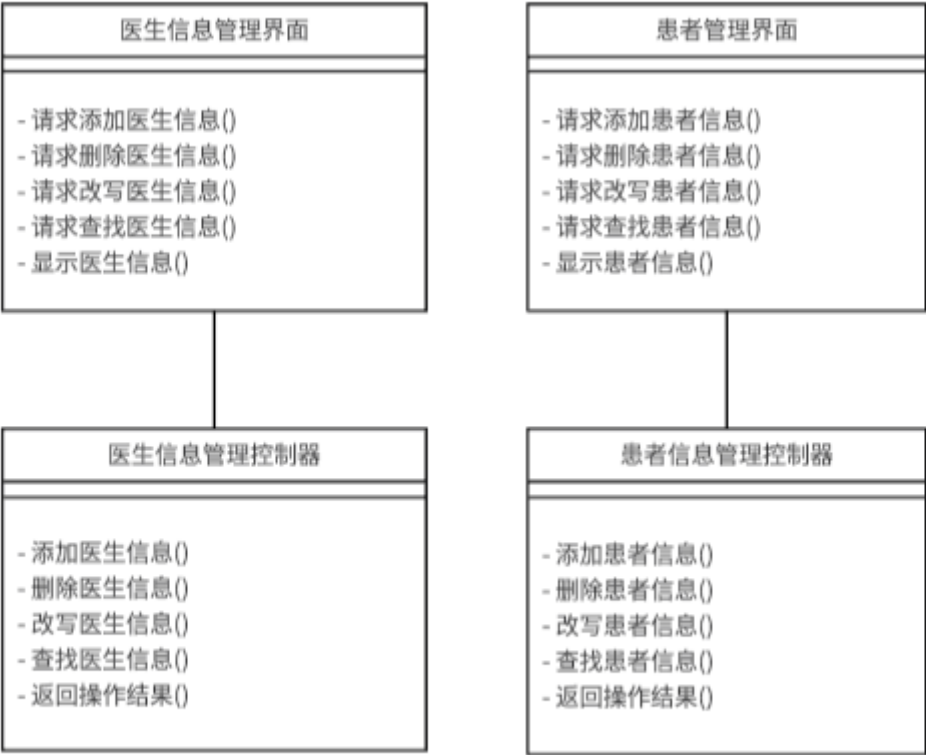 医生信息管理界面
- 请求添加医生信息()
- 请求删除医生信息()
- 请求改写医生信息()
- 请求查找医生信息()
- 显示医生信息()
患者管理界面
- 请求添加患者信息()
- 请求删除患者信息()
- 请求改写患者信息()
- 请求查找患者信息()
- 显示患者信息()
医生信息管理控制器
- 添加医生信息()
- 删除医生信息()
- 改写医生信息()
- 查找医生信息()
- 返回操作结果()
患者信息管理控制器
- 添加患者信息()
- 删除患者信息()
- 改写患者信息()
- 查找患者信息()
- 返回操作结果()